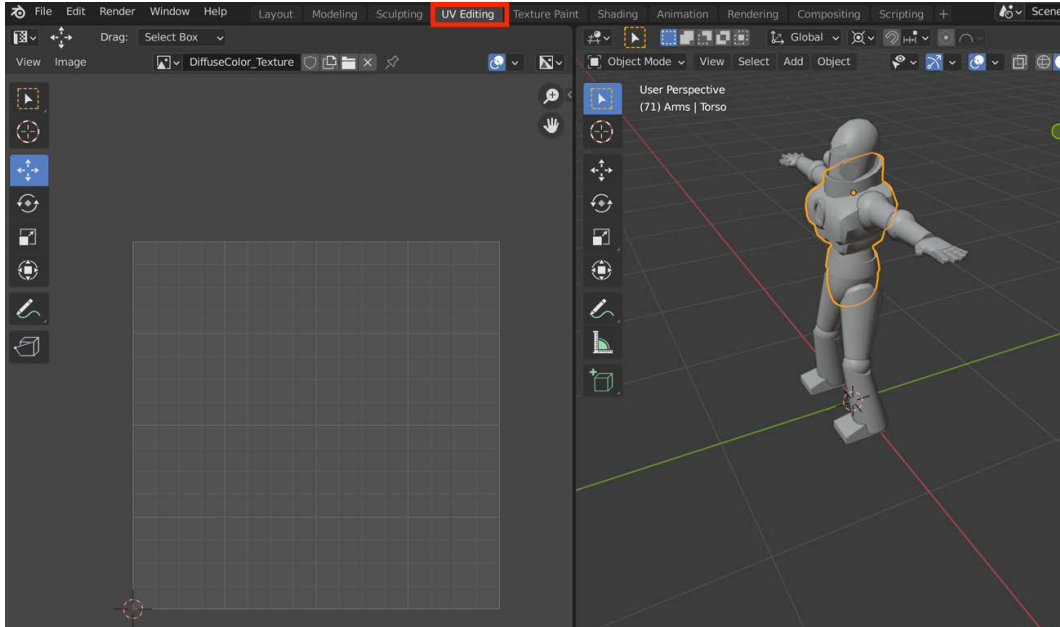 File Edit Render Window Help Layout Modeling Sculpting UV Editing Texture Paint Shading Animation Rendering Compositing Scripting + Scene
Drag: Select Box Global
View Image DiffuseColor_Texture Object Mode View Select Add Object
User Perspective
(71) Arms | Torso